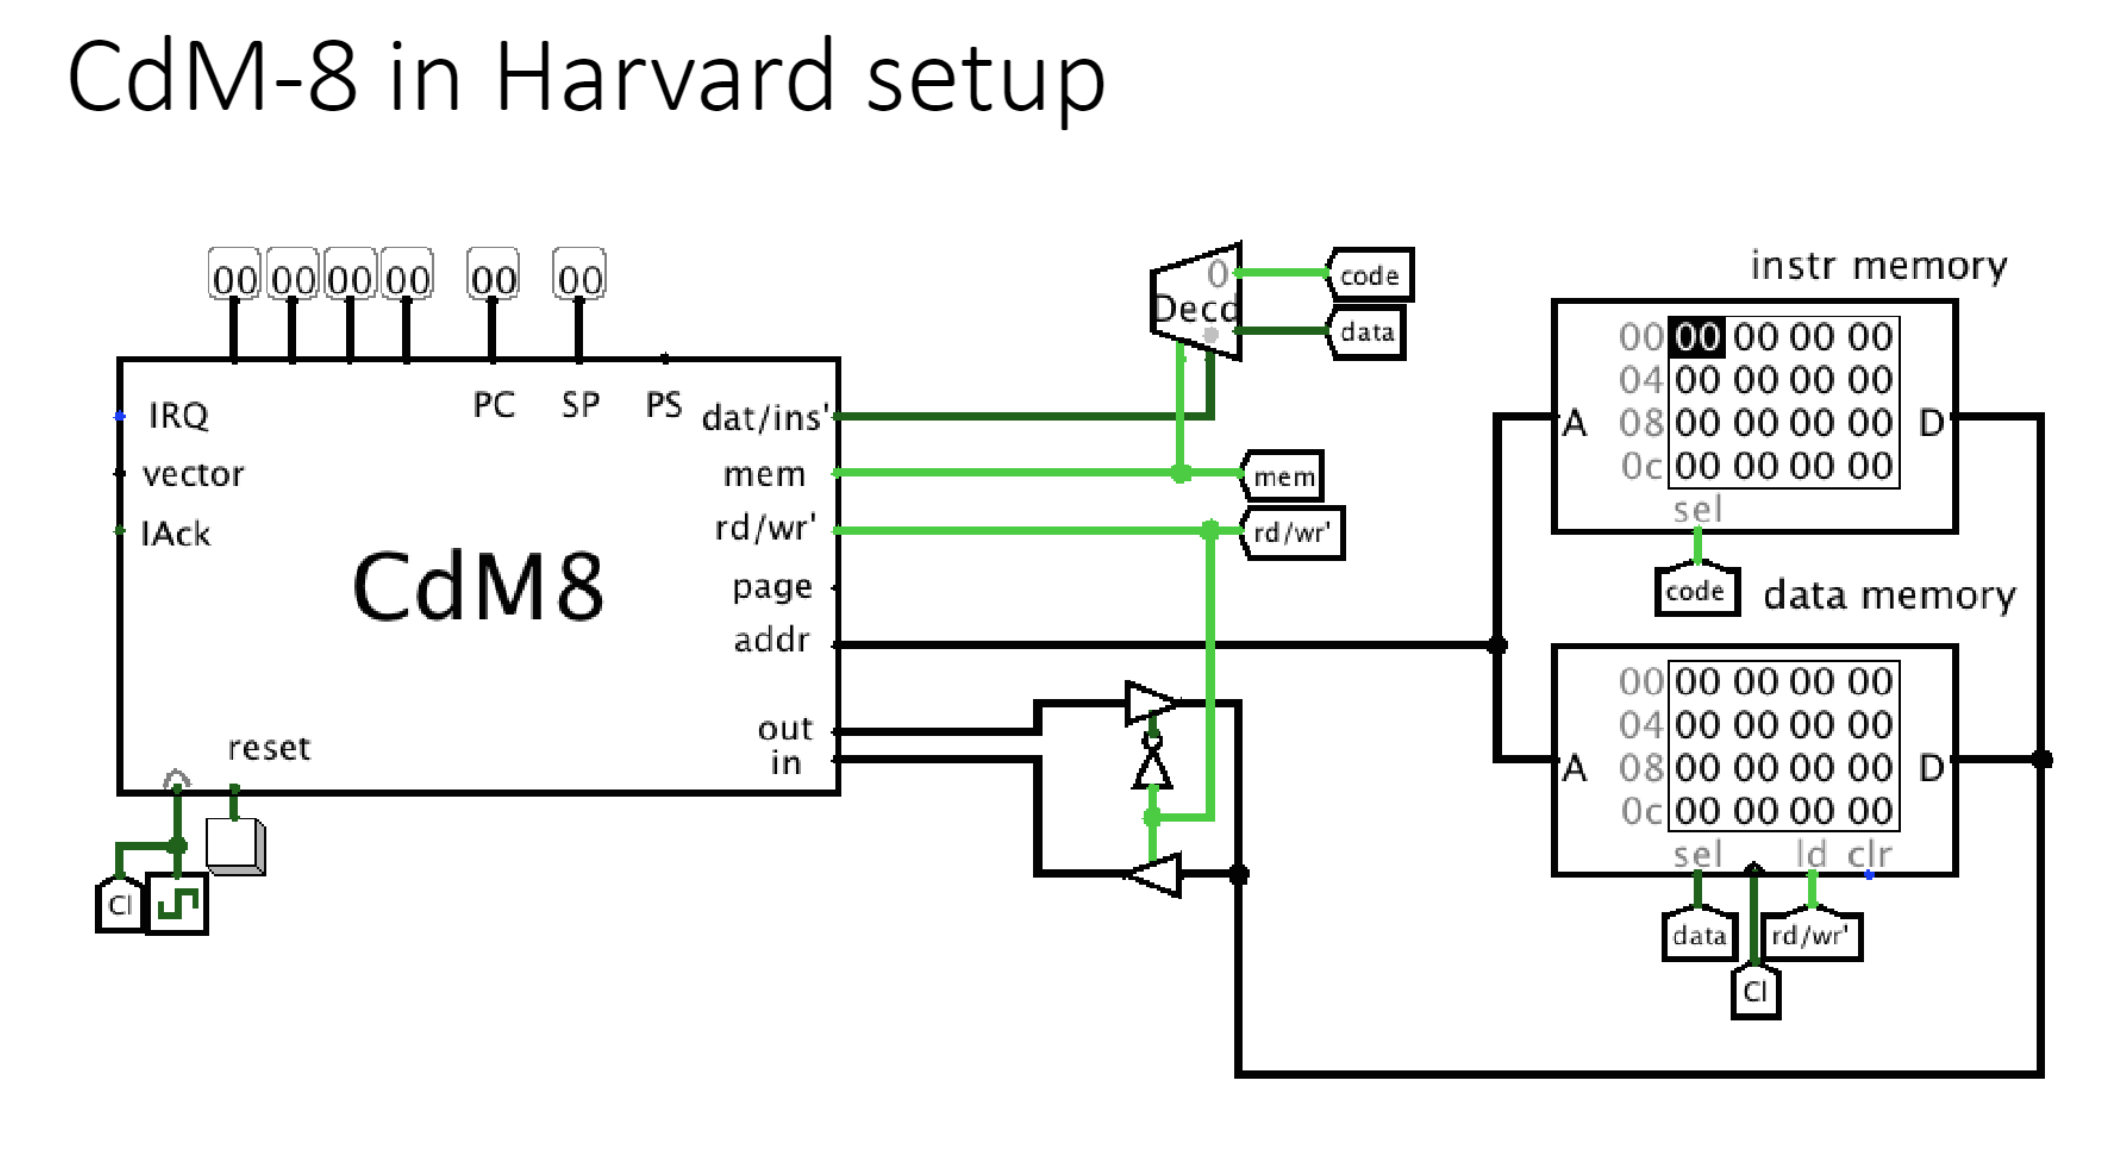 CdM-8 in Harvard setup
instr memory
00 00 00 00 00 00
0
code
Decd
data
00 00 00 00 00
04 00 00 00 00
08 00 00 00 00
0c 00 00 00 00
A
D
sel
code
IRQ
vector
IAck
PC SP PS
dat/ins'
mem
rd/wr'
page
addr
out
in
CdM8
reset
mem
rd/wr'
data memory
00 00 00 00 00
04 00 00 00 00
08 00 00 00 00
0c 00 00 00 00
A
D
sel ld clr
data
rd/wr'
Cl
Cl